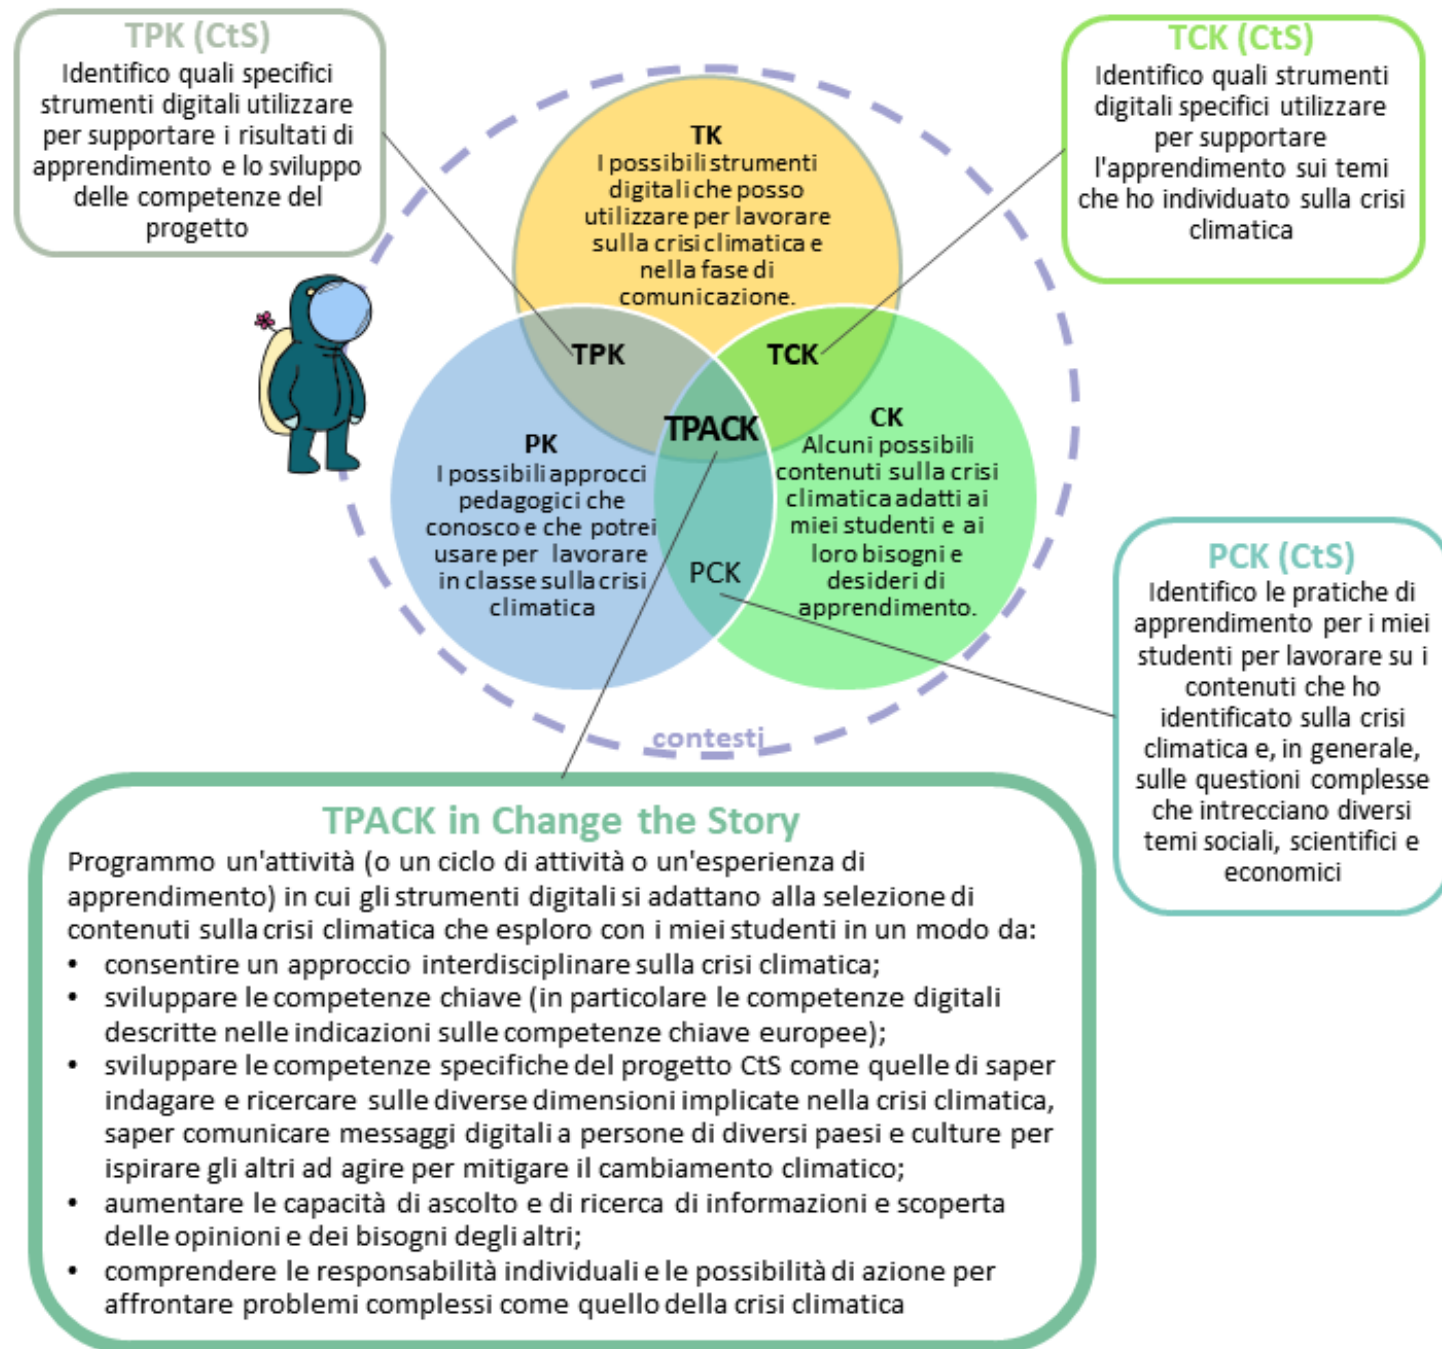 TPK (CtS)
Identifico quali specifici
strumenti digitali utilizzare
per supportare i risultati di
apprendimento e lo sviluppo
delle competenze del
progetto
TCK (CtS)
Identifico quali strumenti
digitali specifici utilizzare
per supportare
l'apprendimento sui temi
che ho individuato sulla crisi
climatica
TK
I possibili strumenti
digitali che posso
utilizzare per lavorare
sulla crisi climatica e
nella fase di
comunicazione.
TPK
TCK
TPACK
PK
I possibili approcci
pedagogici che
conosco e che potrei
usare per lavorare
in classe sulla crisi
climatica
CK
Alcuni possibili
contenuti sulla crisi
climatica adatti ai
miei studenti e ai
loro bisogni e
desideri di
apprendimento.
PCK
contesti
PCK (CtS)
Identifico le pratiche di
apprendimento per i miei
studenti per lavorare su i
contenuti che ho
identificato sulla crisi
climatica e, in generale,
sulle questioni complesse
che intrecciano diversi
temi sociali, scientifici e
economici
TPACK in Change the Story
Programmo un'attività (o un ciclo di attività o un'esperienza di
apprendimento) in cui gli strumenti digitali si adattano alla selezione di
contenuti sulla crisi climatica che esploro con i miei studenti in un modo da:
• consentire un approccio interdisciplinare sulla crisi climatica;
• sviluppare le competenze chiave (in particolare le competenze digitali
descritte nelle indicazioni sulle competenze chiave europee);
• sviluppare le competenze specifiche del progetto CtS come quelle di saper
indagare e ricercare sulle diverse dimensioni implicate nella crisi climatica,
saper comunicare messaggi digitali a persone di diversi paesi e culture per
ispirare gli altri ad agire per mitigare il cambiamento climatico;
• aumentare le capacità di ascolto e di ricerca di informazioni e scoperta
delle opinioni e dei bisogni degli altri;
• comprendere le responsabilità individuali e le possibilità di azione per
affrontare problemi complessi come quello della crisi climatica